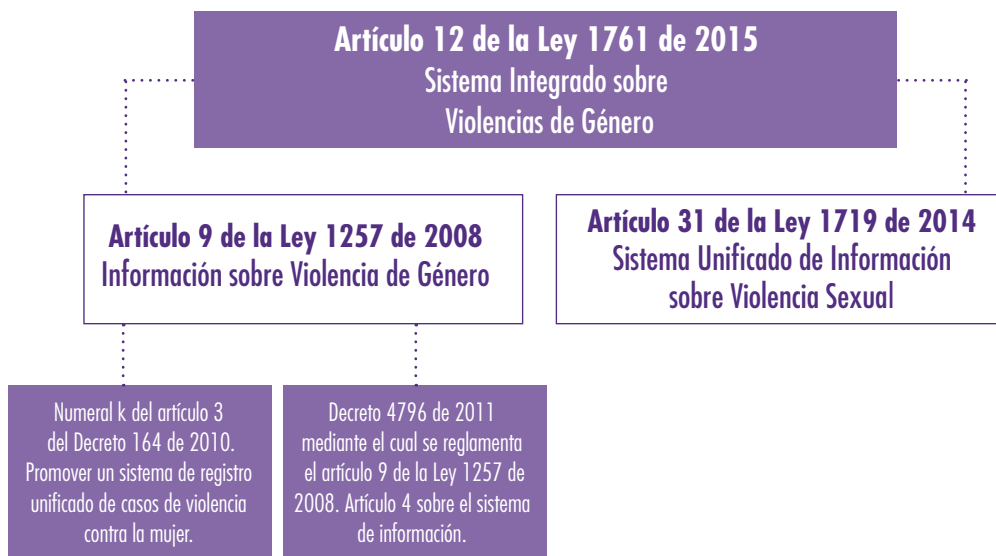 Artículo 12 de la Ley 1761 de 2015
Sistema Integrado sobre
Violencias de Género
Artículo 9 de la Ley 1257 de 2008
Información sobre Violencia de Género
Artículo 31 de la Ley 1719 de 2014
Sistema Unificado de Información
sobre Violencia Sexual
Numeral k del artículo 3
del Decreto 164 de 2010.
Promover un sistema de registro
unificado de casos de violencia
contra la mujer.
Decreto 4796 de 2011
mediante el cual se reglamenta
el artículo 9 de la Ley 1257 de
2008. Artículo 4 sobre el sistema
de información.